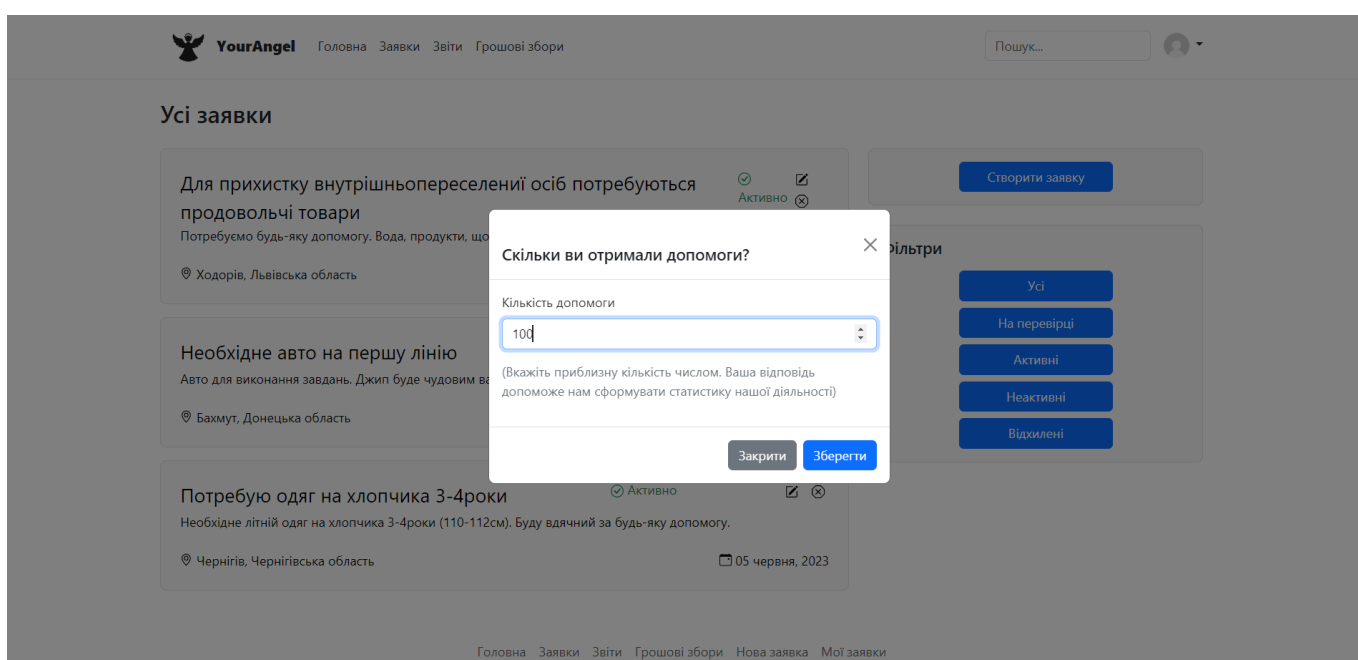 YourAngel Головна Заявки Звіти Грошові збори Пошук...
Усі заявки
Для прихистку внутрішньопереселениї осіб потребуються
продовольчі товари
Активно
Потребуємо будь-яку допомогу. Вода, продукти, що
Ходорів, Львівська область
Необхідне авто на першу лінію
Авто для виконання завдань. Джип буде чудовим ва
Бахмут, Донецька область
Потребую одяг на хлопчика 3-4роки
Активно
Необхідне літній одяг на хлопчика 3-4роки (110-112см). Буду вдячний за будь-яку допомогу.
Чернігів, Чернігівська область 05 червня, 2023
Створити заявку
Фільтри
Усі
На перевірці
Активні
Неактивні
Відхилені
Скільки ви отримали допомоги?
Кількість допомоги
100
(Вкажіть приблизну кількість числом. Ваша відповідь
допоможе нам сформувати статистику нашої діяльності)
Закрити Зберегти
Головна Заявки Звіти Грошові збори Нова заявка Мої заявки